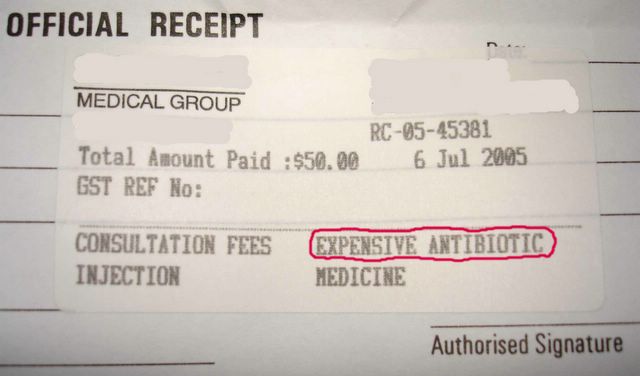 OFFICIAL RECEIPT
Date:
MEDICAL GROUP
RC-05-45381
Total Amount Paid :$50.00 6 Jul 2005
GST REF No:
CONSULTATION FEES EXPENSIVE ANTIBIOTIC
INJECTION MEDICINE
Authorised Signature